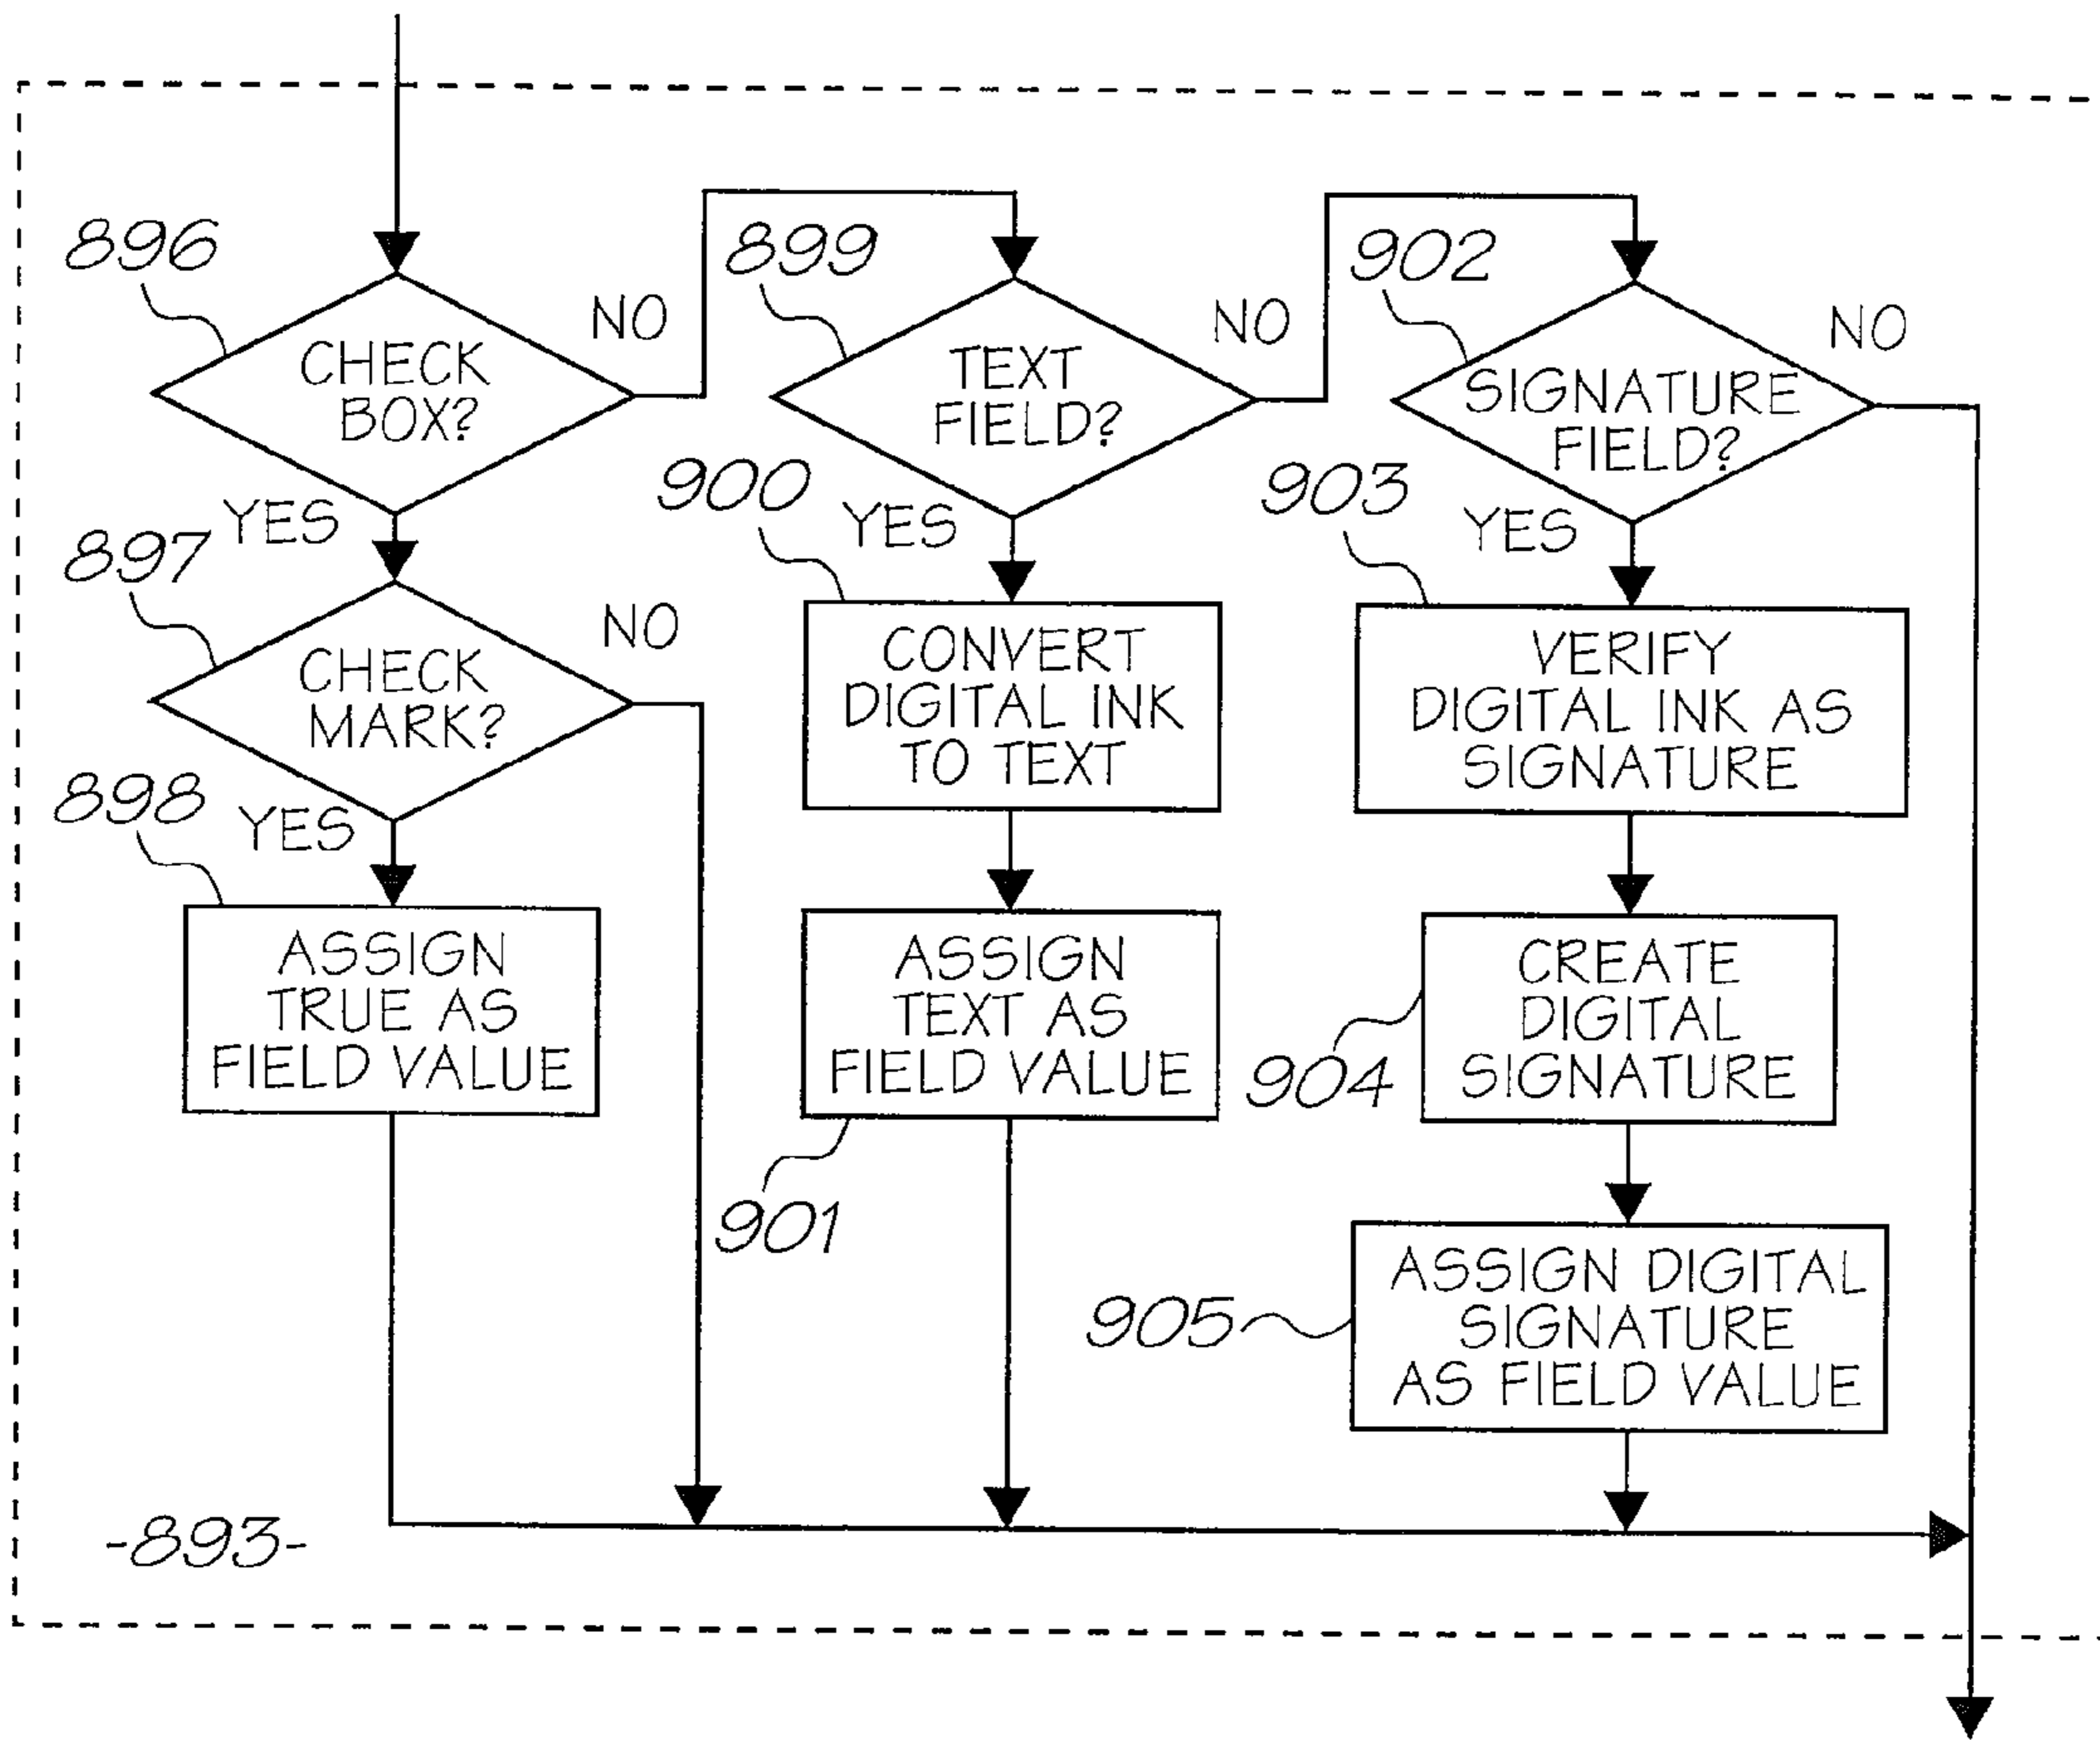 896
CHECK
BOX?
NO
YES
897
CHECK
MARK?
NO
YES
898
ASSIGN
TRUE AS
FIELD VALUE
899
TEXT
FIELD?
NO
YES
900
CONVERT
DIGITAL INK
TO TEXT
ASSIGN
TEXT AS
FIELD VALUE
901
902
SIGNATURE
FIELD?
NO
YES
903
VERIFY
DIGITAL INK AS
SIGNATURE
CREATE
DIGITAL
SIGNATURE
904
ASSIGN DIGITAL
SIGNATURE
AS FIELD VALUE
905
-893-